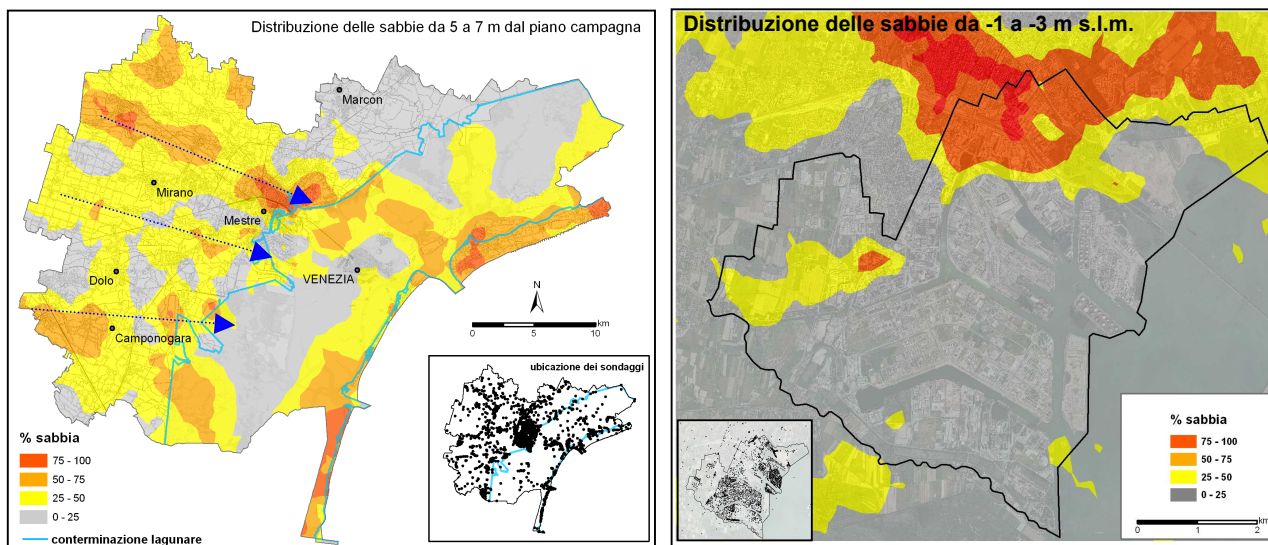 Distribuzione delle sabbie da 5 a 7 m dal piano campagna
Marcon
Mirano
Mestre
Dolo
VENEZIA
Camponogara
N
km
0 5 10
ubicazione dei sondaggi
% sabbia
75 - 100
50 - 75
25 - 50
0 - 25
conterminazione lagunare
Distribuzione delle sabbie da -1 a -3 m s.l.m.
% sabbia
75 - 100
50 - 75
25 - 50
0 - 25
km
0 1 2